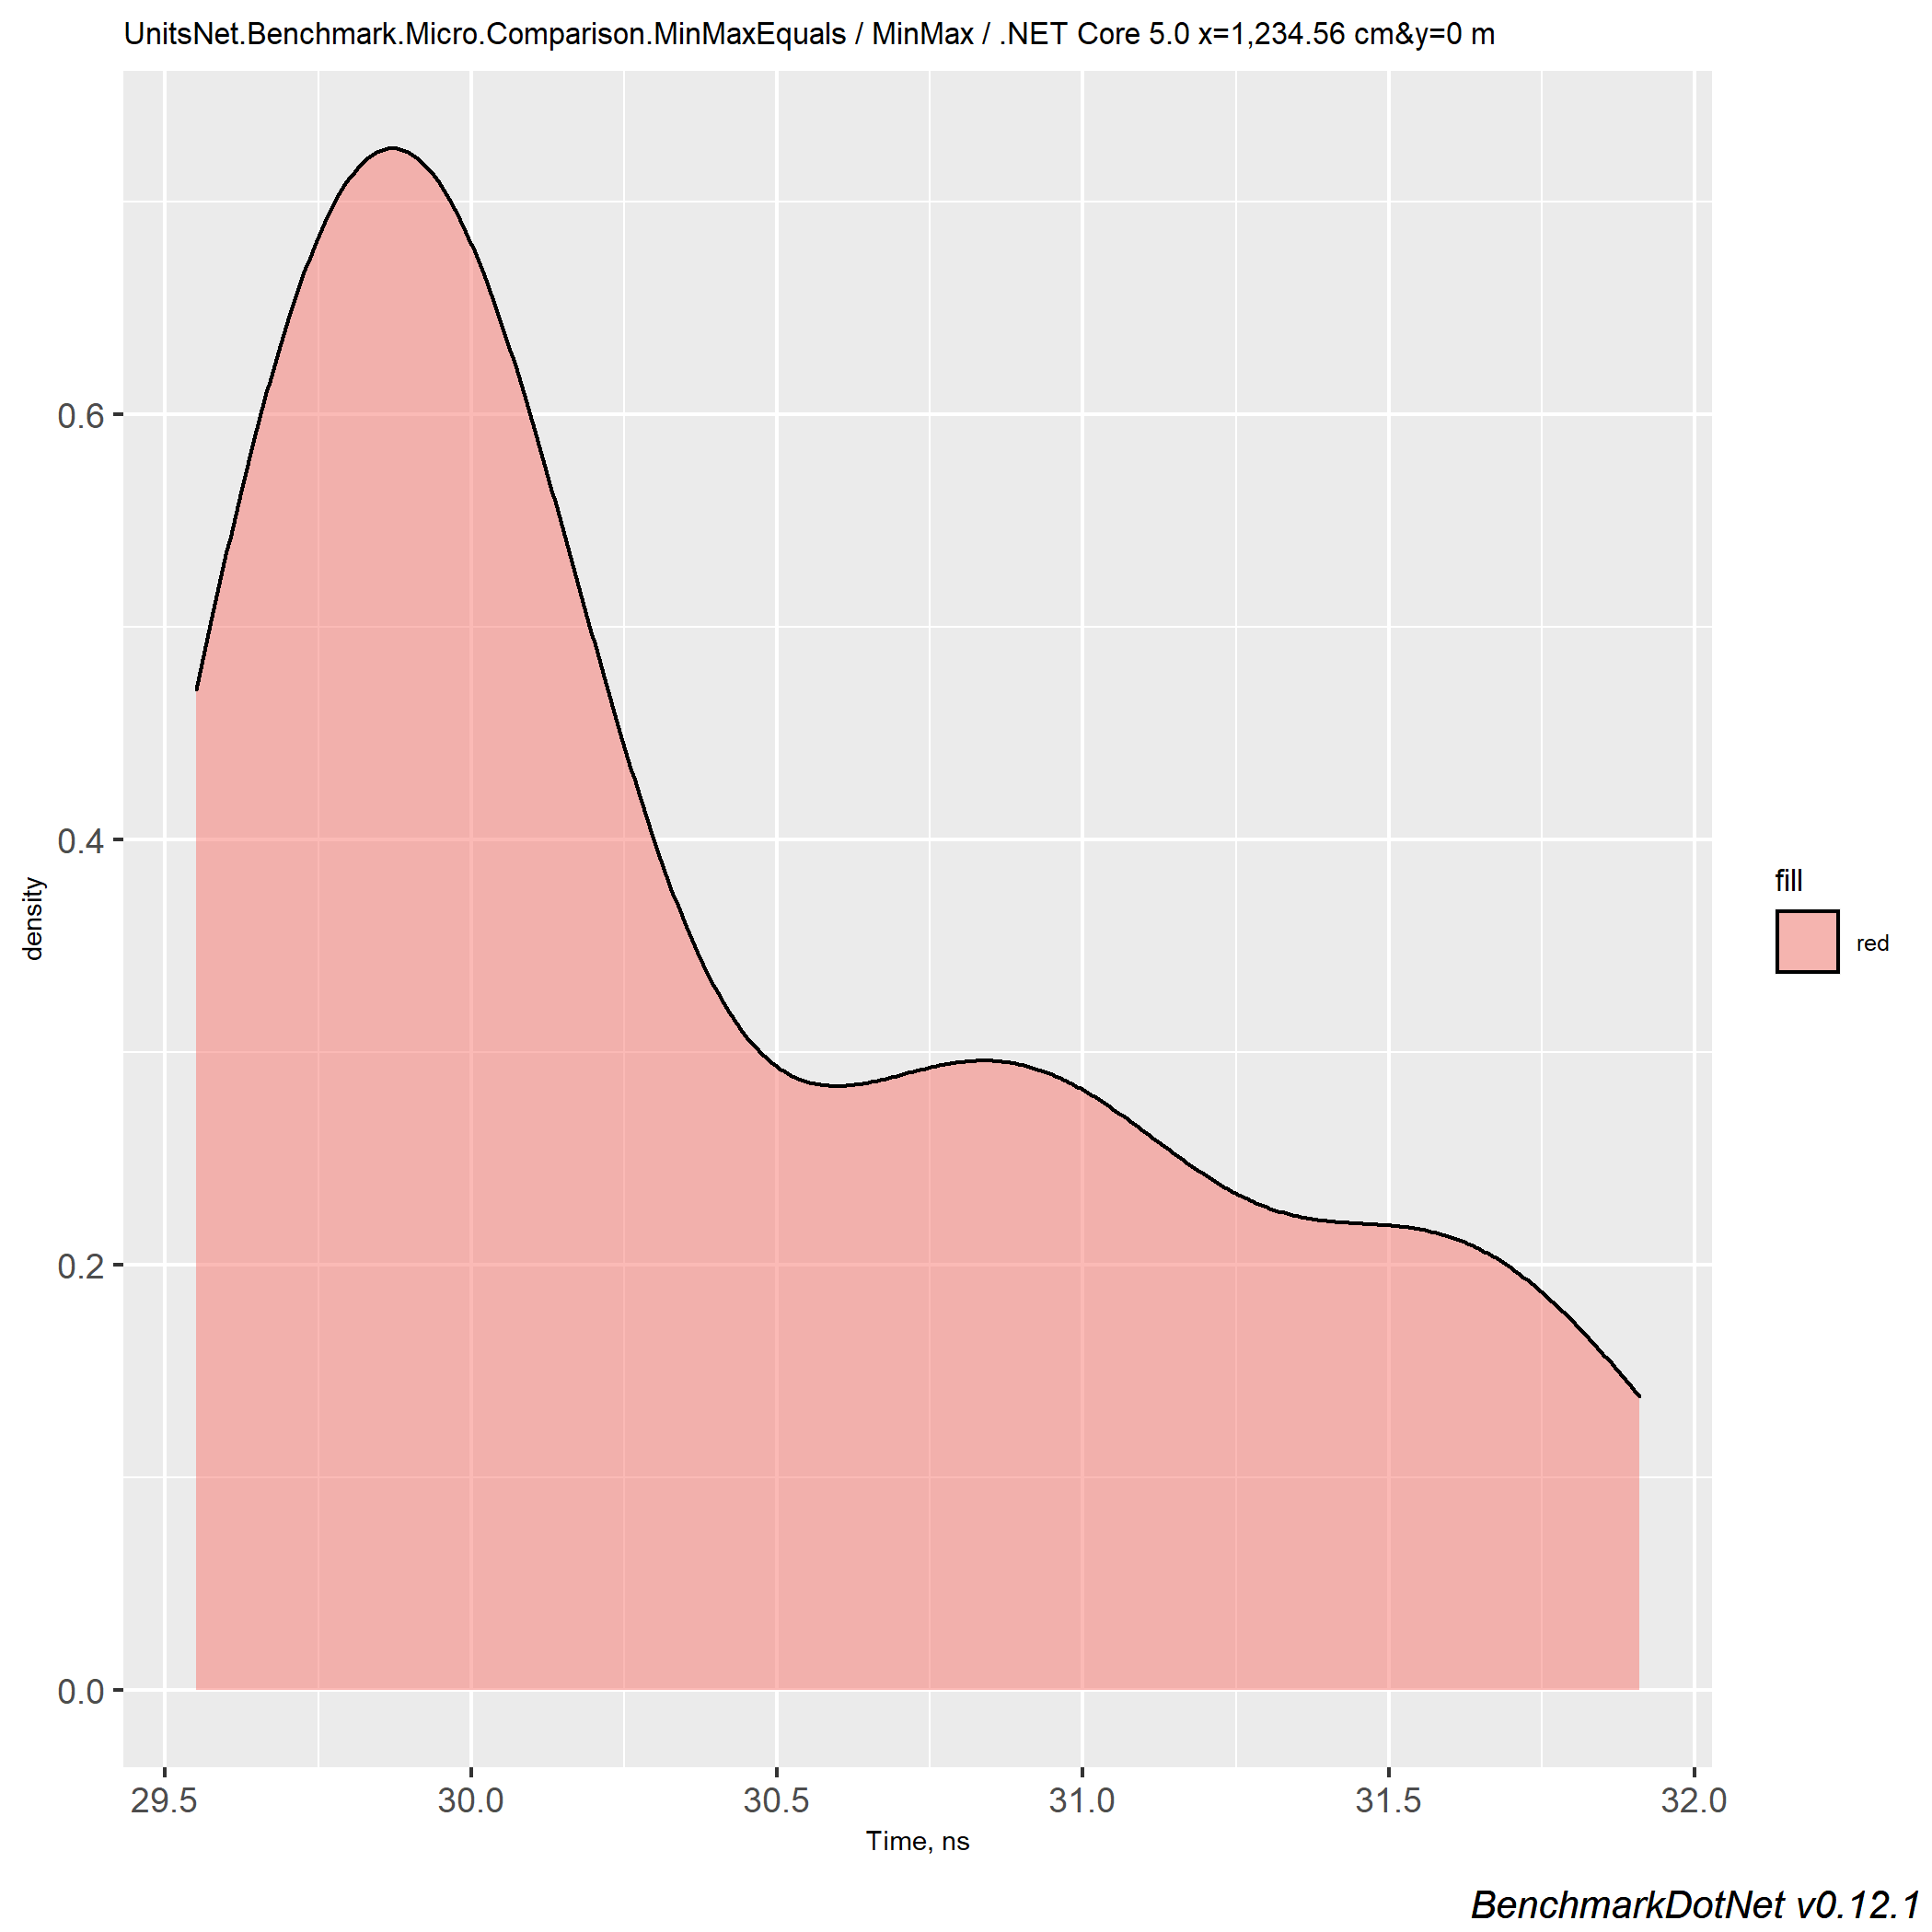 UnitsNet.Benchmark.Micro.Comparison.MinMaxEquals / MinMax / .NET Core 5.0 x=1,234.56 cm&y=0 m
0.6
0.4
0.2
0.0
density
29.5 30.0 30.5 31.0 31.5 32.0
Time, ns
fill
red
BenchmarkDotNet v0.12.1